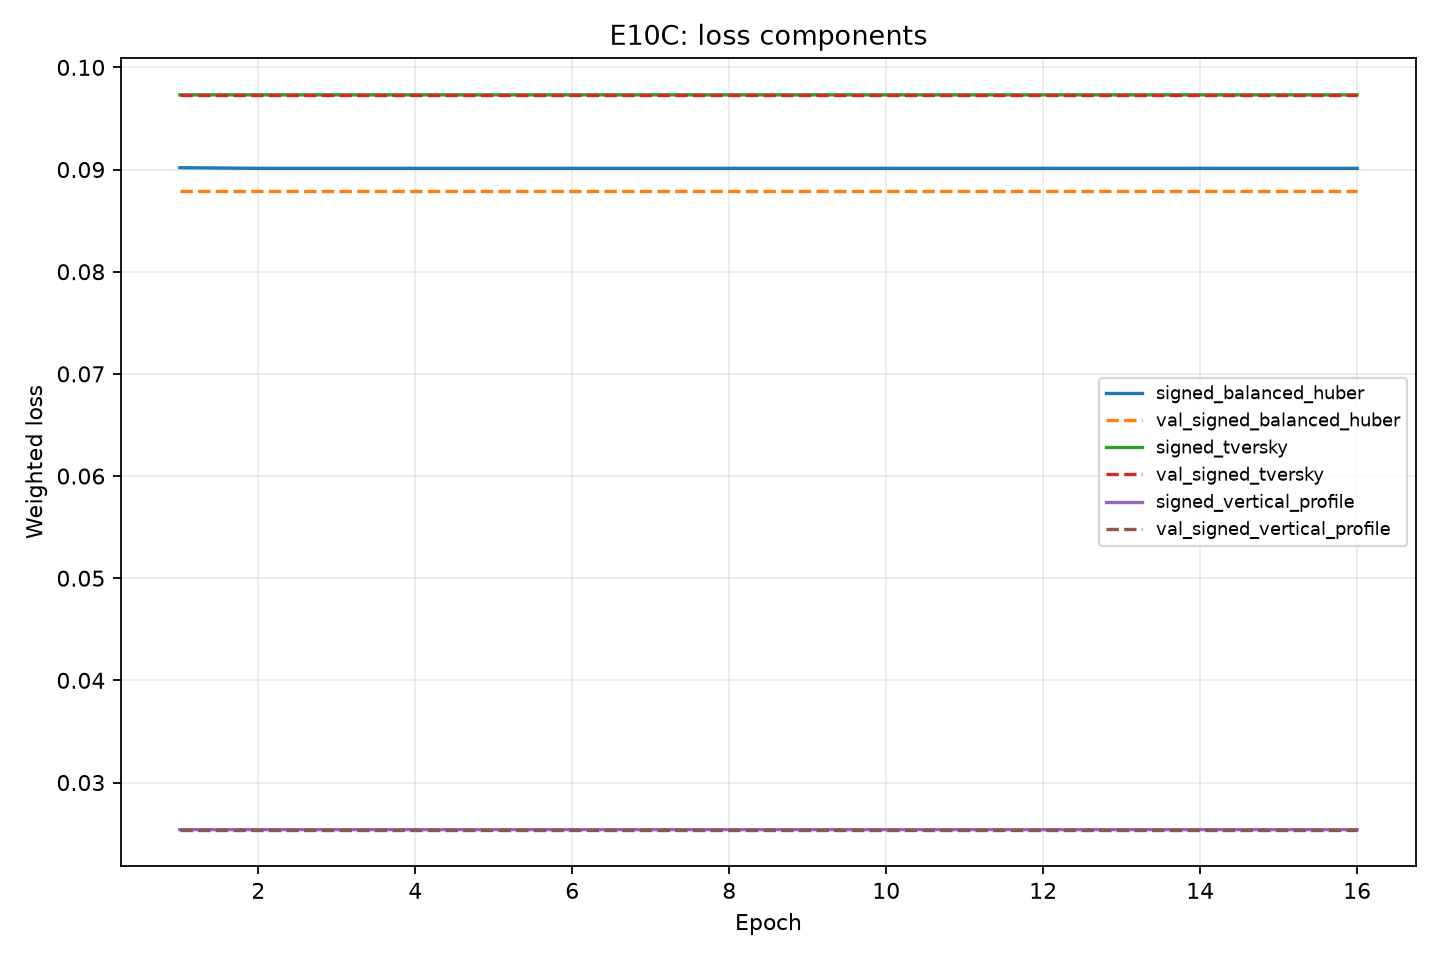 E10C: loss components
Weighted loss
0.10
0.09
0.08
0.07
0.06
0.05
0.04
0.03
signed_balanced_huber
val_signed_balanced_huber
signed_tversky
val_signed_tversky
signed_vertical_profile
val_signed_vertical_profile
2 4 6 8 10 12 14 16
Epoch